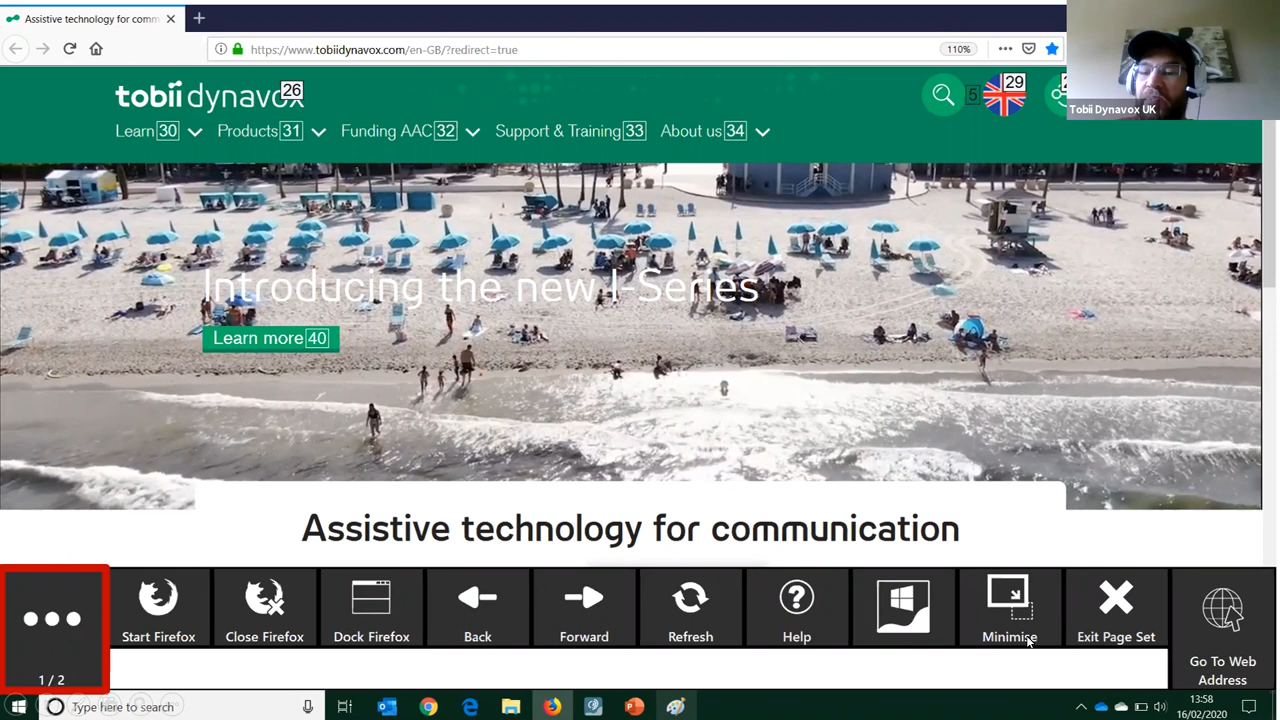 Assistive technology for comm
https://www.tobiidynavox.com/en-GB/?redirect=true
110%
Tobii Dynavox UK
tobii dynavox 26
5
29
Learn 30 Products 31 Funding AAC 32 Support & Training 33 About us 34
Introducing the new I-Series
Learn more 40
Assistive technology for communication
Start Firefox
Close Firefox
Dock Firefox
Back
Forward
Refresh
Help
Minimise
Exit Page Set
Go To Web
Address
1 / 2
Type here to search
13:58
16/02/2020